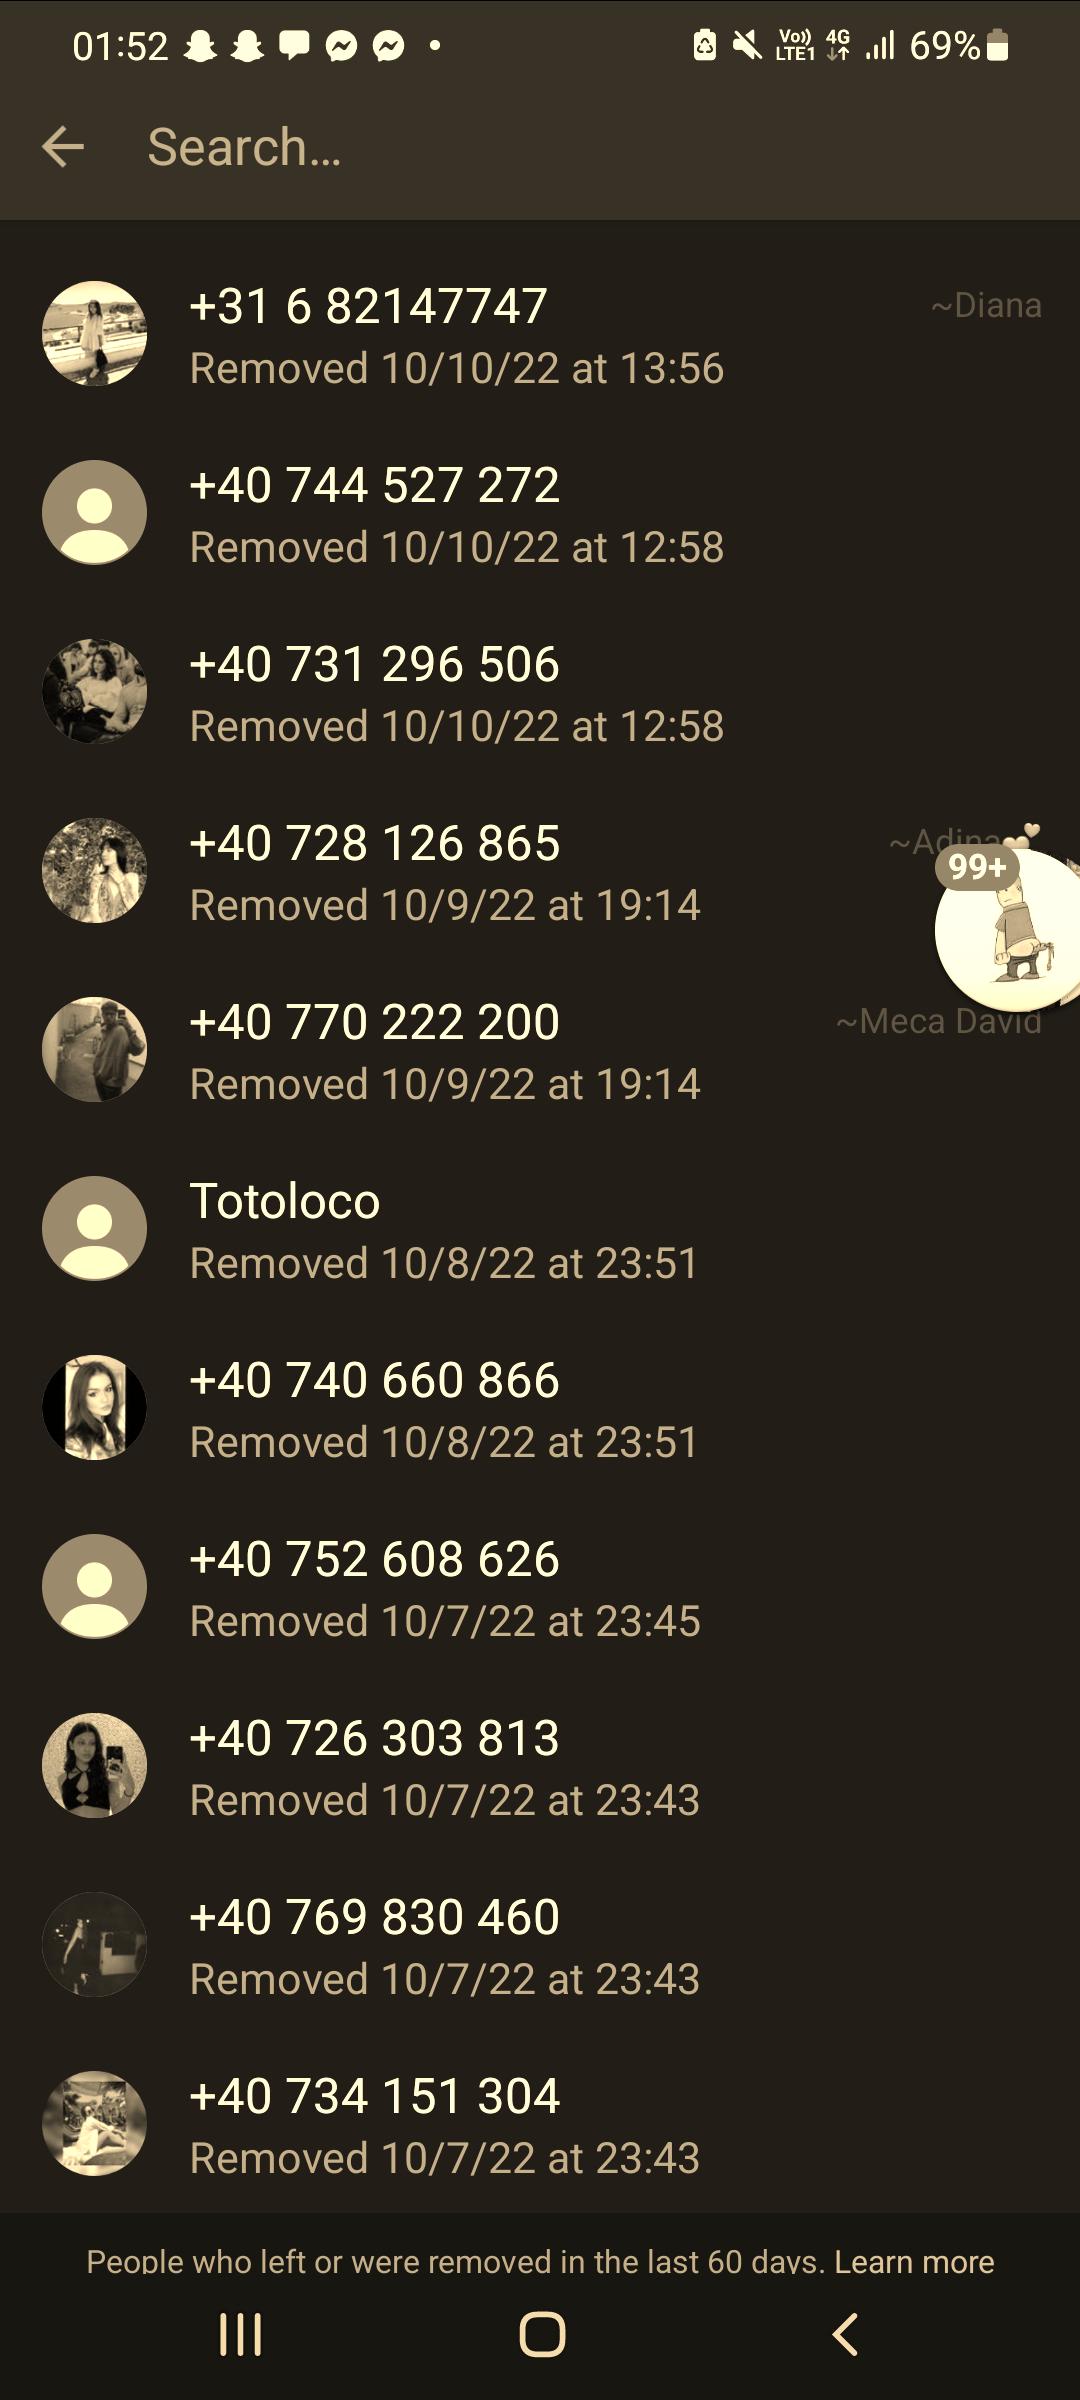 01:52 Vo)) LTE1 4G 69%
Search…
+31 6 82147747 ~Diana
Removed 10/10/22 at 13:56
+40 744 527 272
Removed 10/10/22 at 12:58
+40 731 296 506
Removed 10/10/22 at 12:58
+40 728 126 865 ~Adina
Removed 10/9/22 at 19:14
99+
+40 770 222 200 ~Meca David
Removed 10/9/22 at 19:14
Totoloco
Removed 10/8/22 at 23:51
+40 740 660 866
Removed 10/8/22 at 23:51
+40 752 608 626
Removed 10/7/22 at 23:45
+40 726 303 813
Removed 10/7/22 at 23:43
+40 769 830 460
Removed 10/7/22 at 23:43
+40 734 151 304
Removed 10/7/22 at 23:43
People who left or were removed in the last 60 days. Learn more